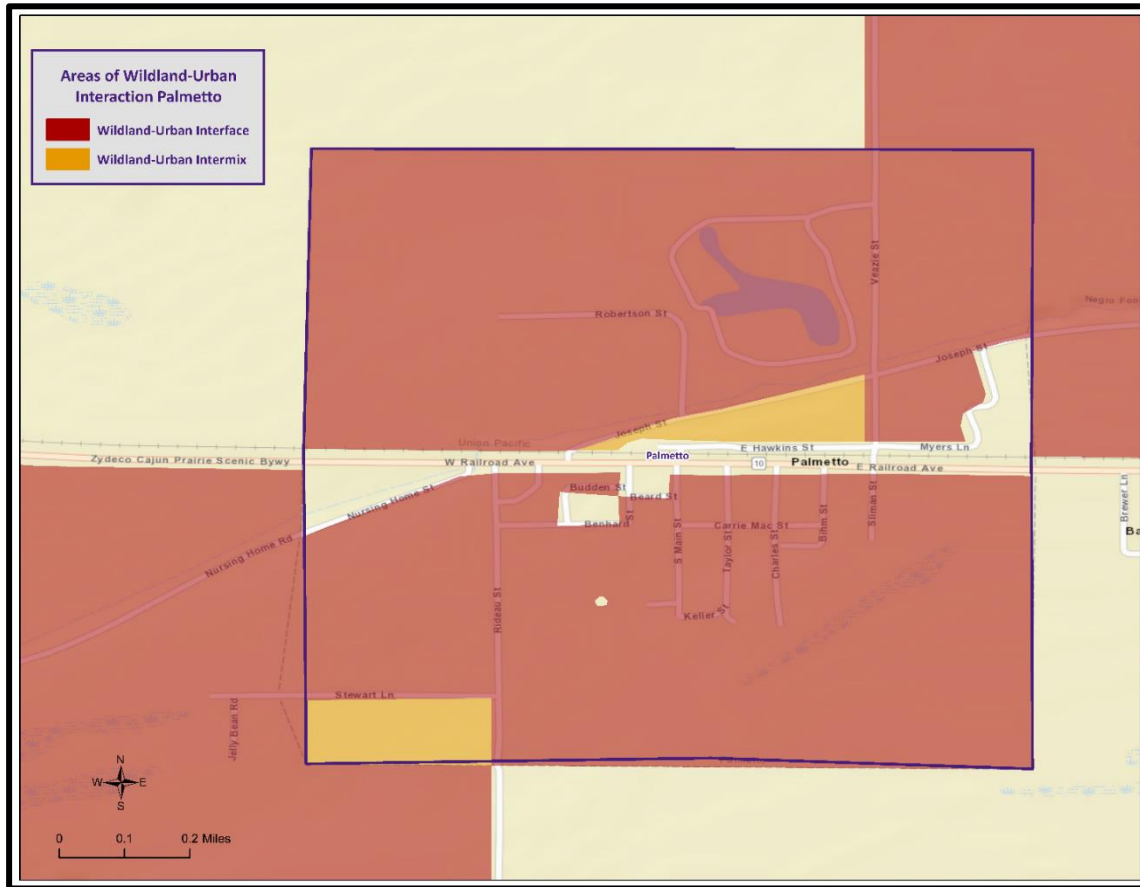 Areas of Wildland-Urban
Interaction Palmetto
Wildland-Urban Interface
Wildland-Urban Intermix
Veazie St
Robertson St
Joseph St
Joseph St
Union Pacific
E Hawkins St
Myers Ln
Zydeco Cajun Prairie Scenic Bywy
W Railroad Ave
Palmetto
10
Palmetto
E Railroad Ave
Nursing Home St
Budden St
Beard St
Benhard St
Carrie Mac St
S Main St
Taylor St
Charles St
Bihm St
Sliman St
Brewer Ln
Nursing Home Rd
Rideau St
Keller St
Stewart Ln
Jelly Bean Rd
N
W E
S
0 0.1 0.2 Miles